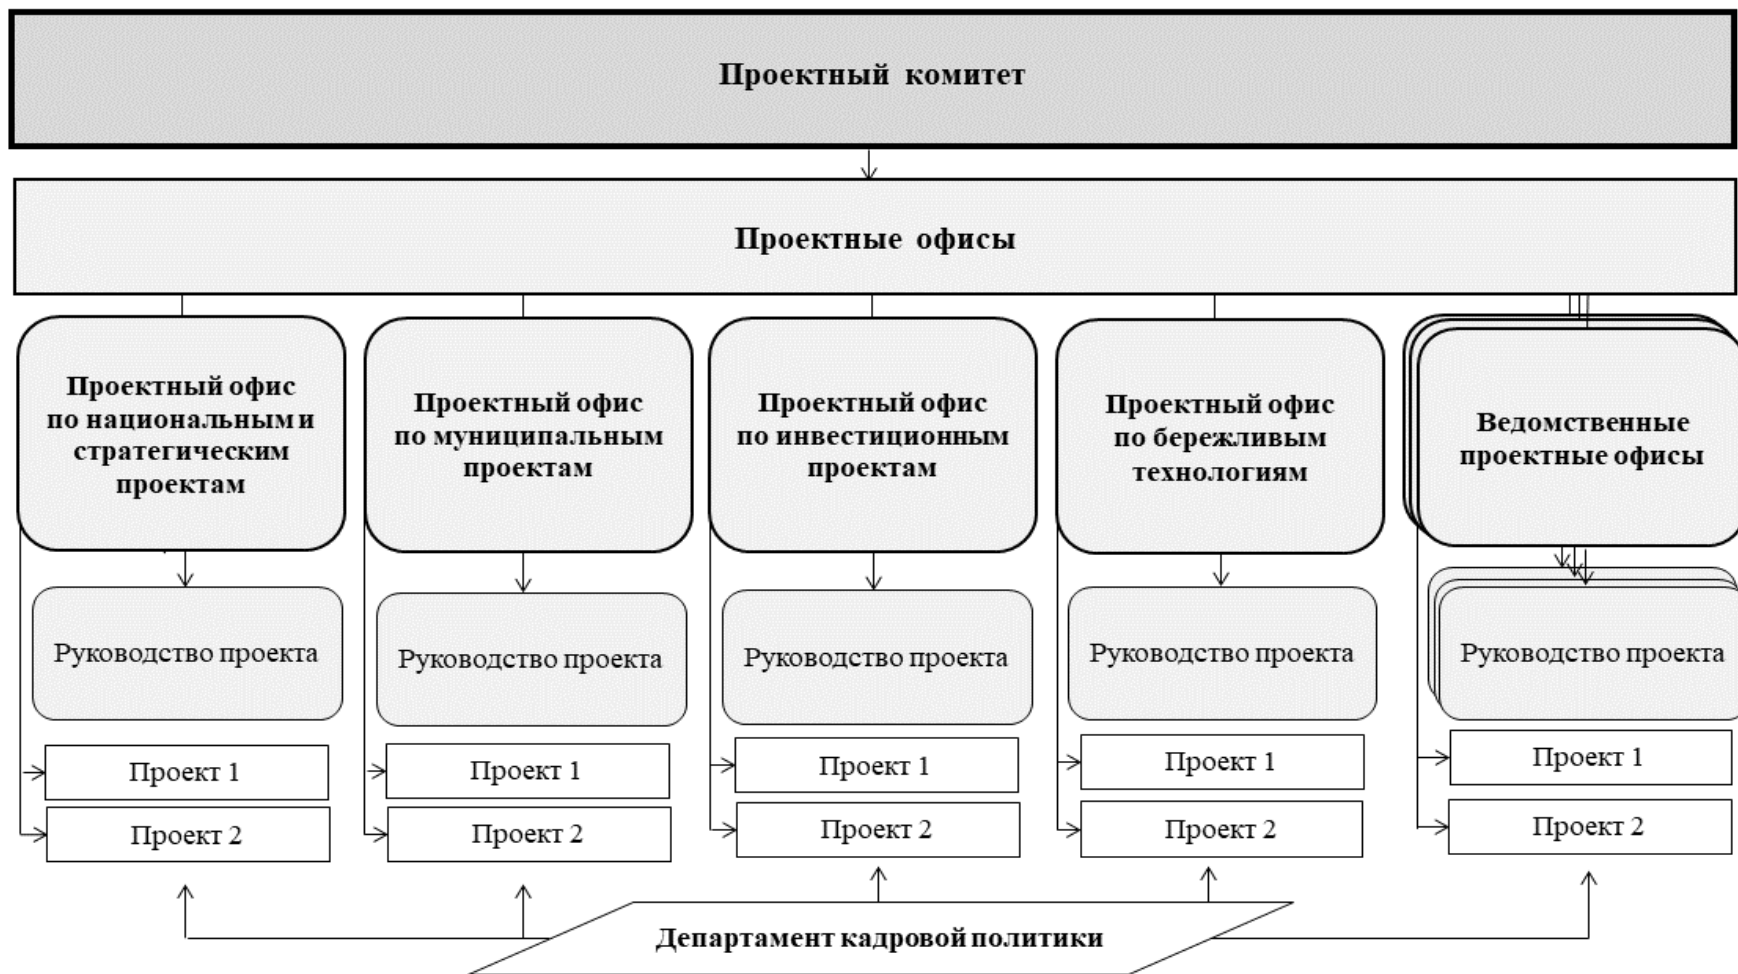 Проектный комитет
Проектные офисы
Проектный офис
по национальным и
стратегическим
проектам
Проектный офис
по муниципальным
проектам
Проектный офис
по инвестиционным
проектам
Проектный офис
по бережливым
технологиям
Ведомственные
проектные офисы
Руководство проекта
Руководство проекта
Руководство проекта
Руководство проекта
Руководство проекта
Проект 1
Проект 1
Проект 1
Проект 1
Проект 1
Проект 2
Проект 2
Проект 2
Проект 2
Проект 2
Департамент кадровой политики